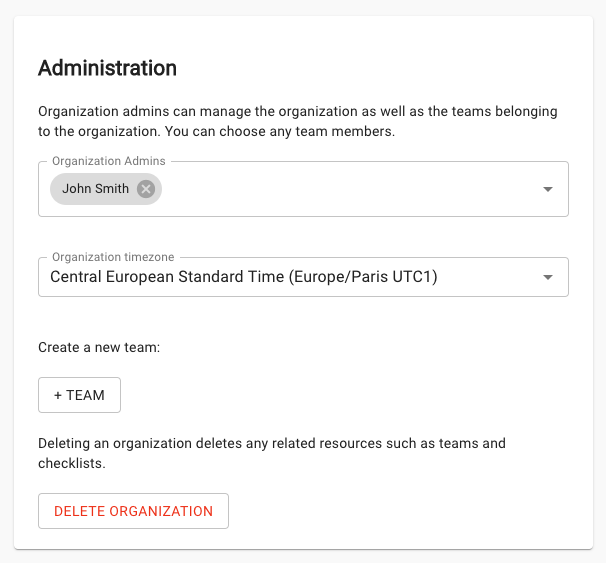 Administration
Organization admins can manage the organization as well as the teams belonging
to the organization. You can choose any team members.
Organization Admins
John Smith
Organization timezone
Central European Standard Time (Europe/Paris UTC1)
Create a new team:
+ TEAM
Deleting an organization deletes any related resources such as teams and
checklists.
DELETE ORGANIZATION